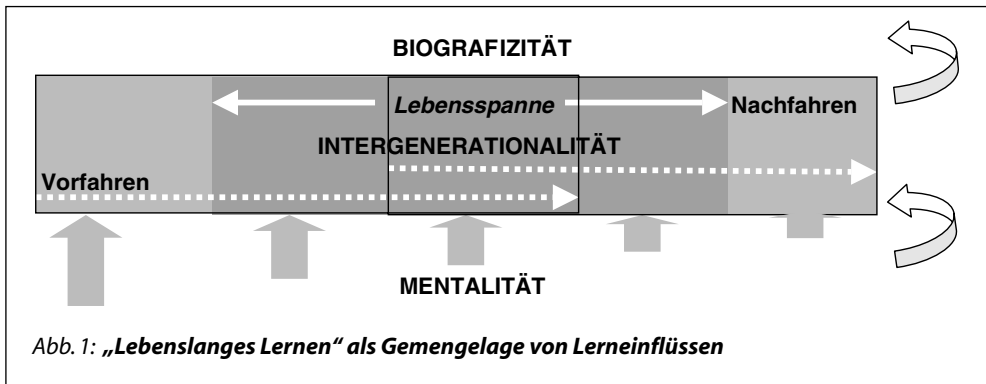 BIOGRAFIZITÄT
Lebensspanne
Nachfahren
INTERGENERATIONALITÄT
Vorfahren
MENTALITÄT
Abb. 1: „Lebenslanges Lernen“ als Gemengelage von Lerneinflüssen